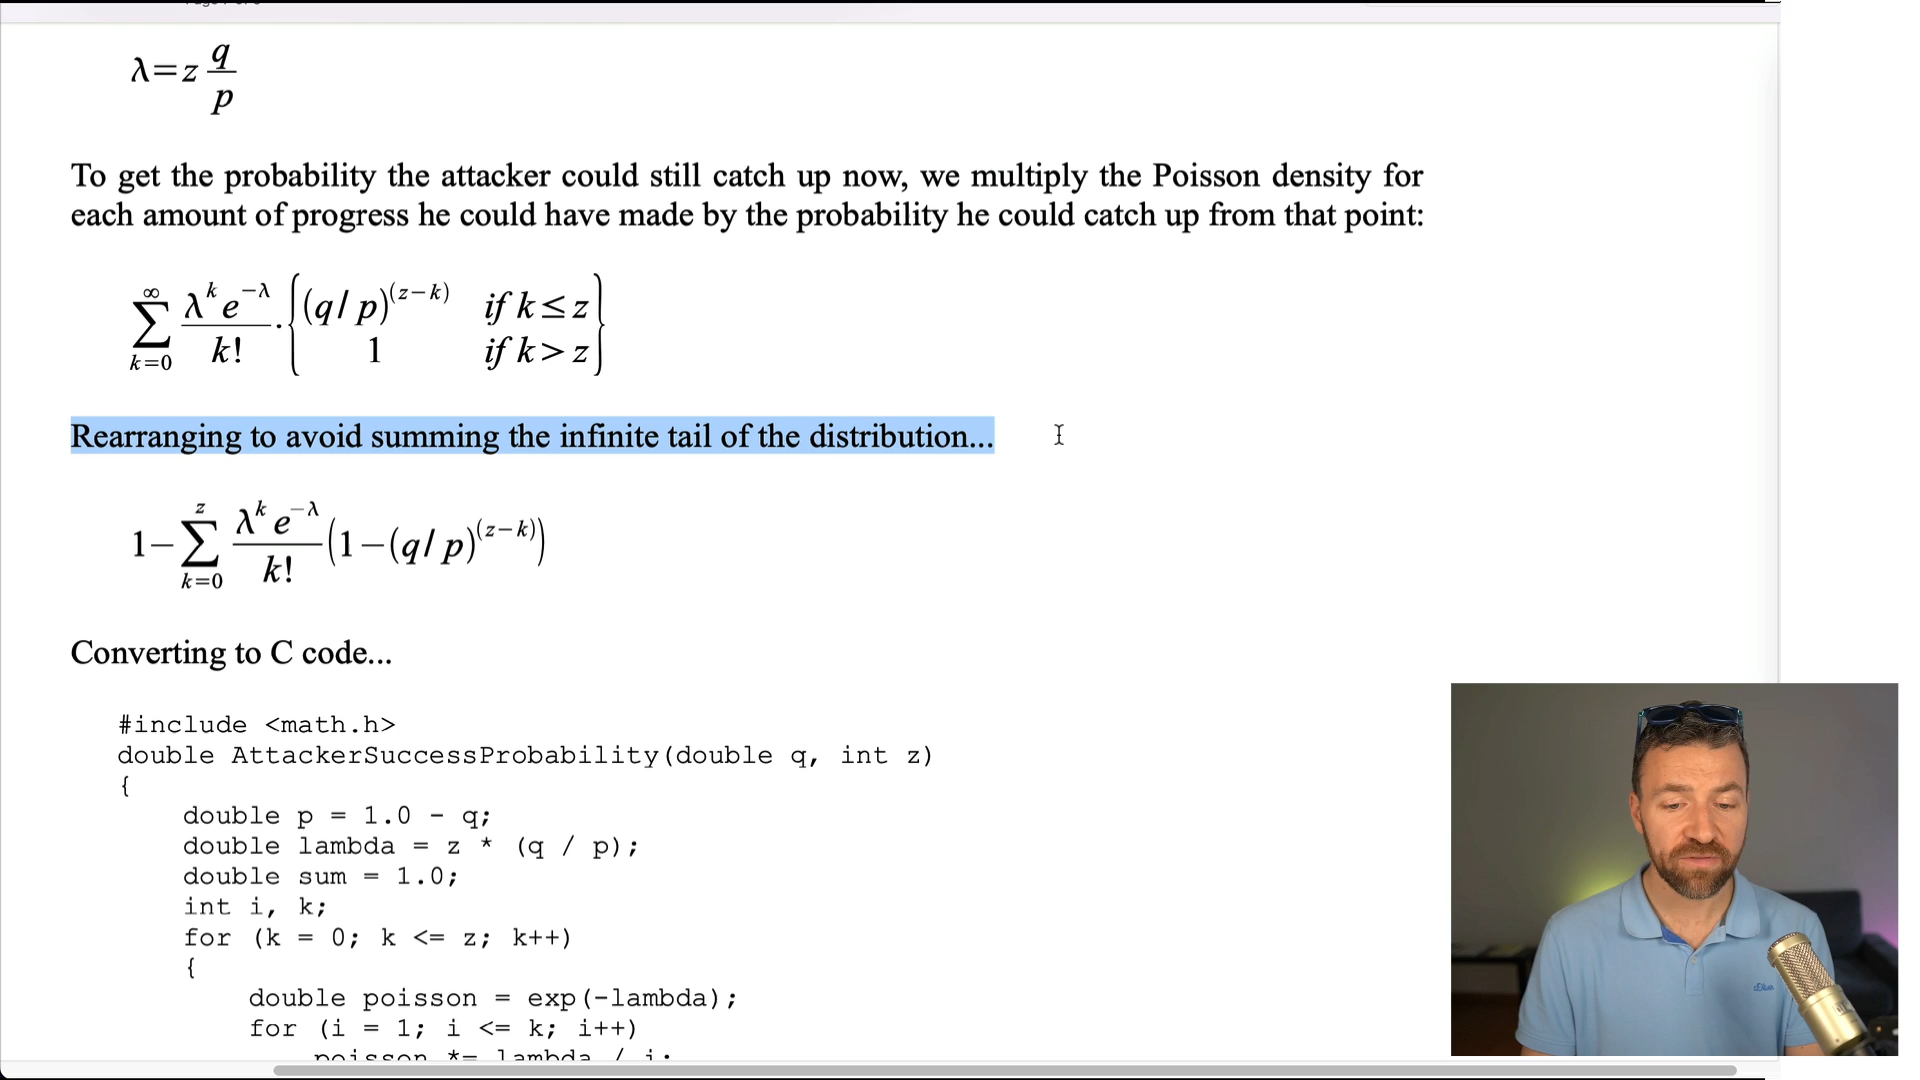 λ=z q/p
To get the probability the attacker could still catch up now, we multiply the Poisson density for
each amount of progress he could have made by the probability he could catch up from that point:
∑_{k=0}^{∞} (λ^k e^{−λ})/k! · {(q/p)^{(z−k)} if k≤z
1 if k>z}
Rearranging to avoid summing the infinite tail of the distribution...
1−∑_{k=0}^{z} (λ^k e^{−λ})/k! (1−(q/p)^{(z−k)})
Converting to C code...
#include <math.h>
double AttackerSuccessProbability(double q, int z)
{
double p = 1.0 - q;
double lambda = z * (q / p);
double sum = 1.0;
int i, k;
for (k = 0; k <= z; k++)
{
double poisson = exp(-lambda);
for (i = 1; i <= k; i++)
poisson *= lambda / i;